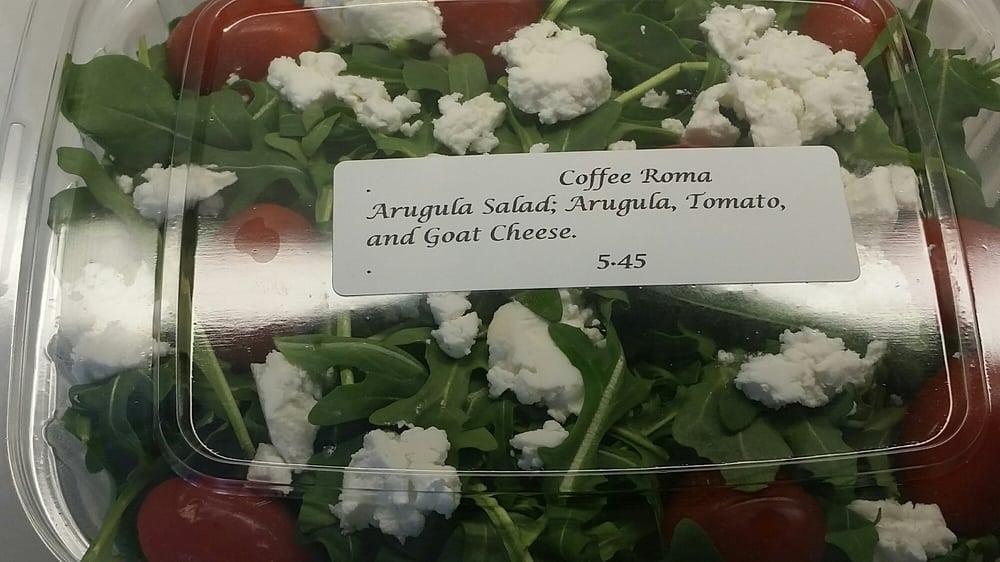 Coffee Roma
Arugula Salad; Arugula, Tomato,
and Goat Cheese.
5.45